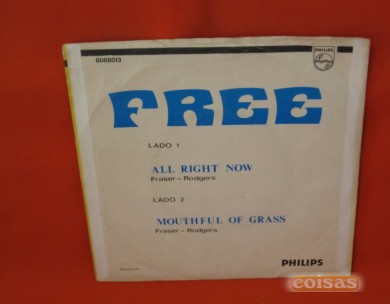 6068013
PHILIPS
FREE
LADO 1
ALL RIGHT NOW
Fraser - Rodgers
LADO 2
MOUTHFUL OF GRASS
Fraser - Rodgers
PHILIPS
coisas